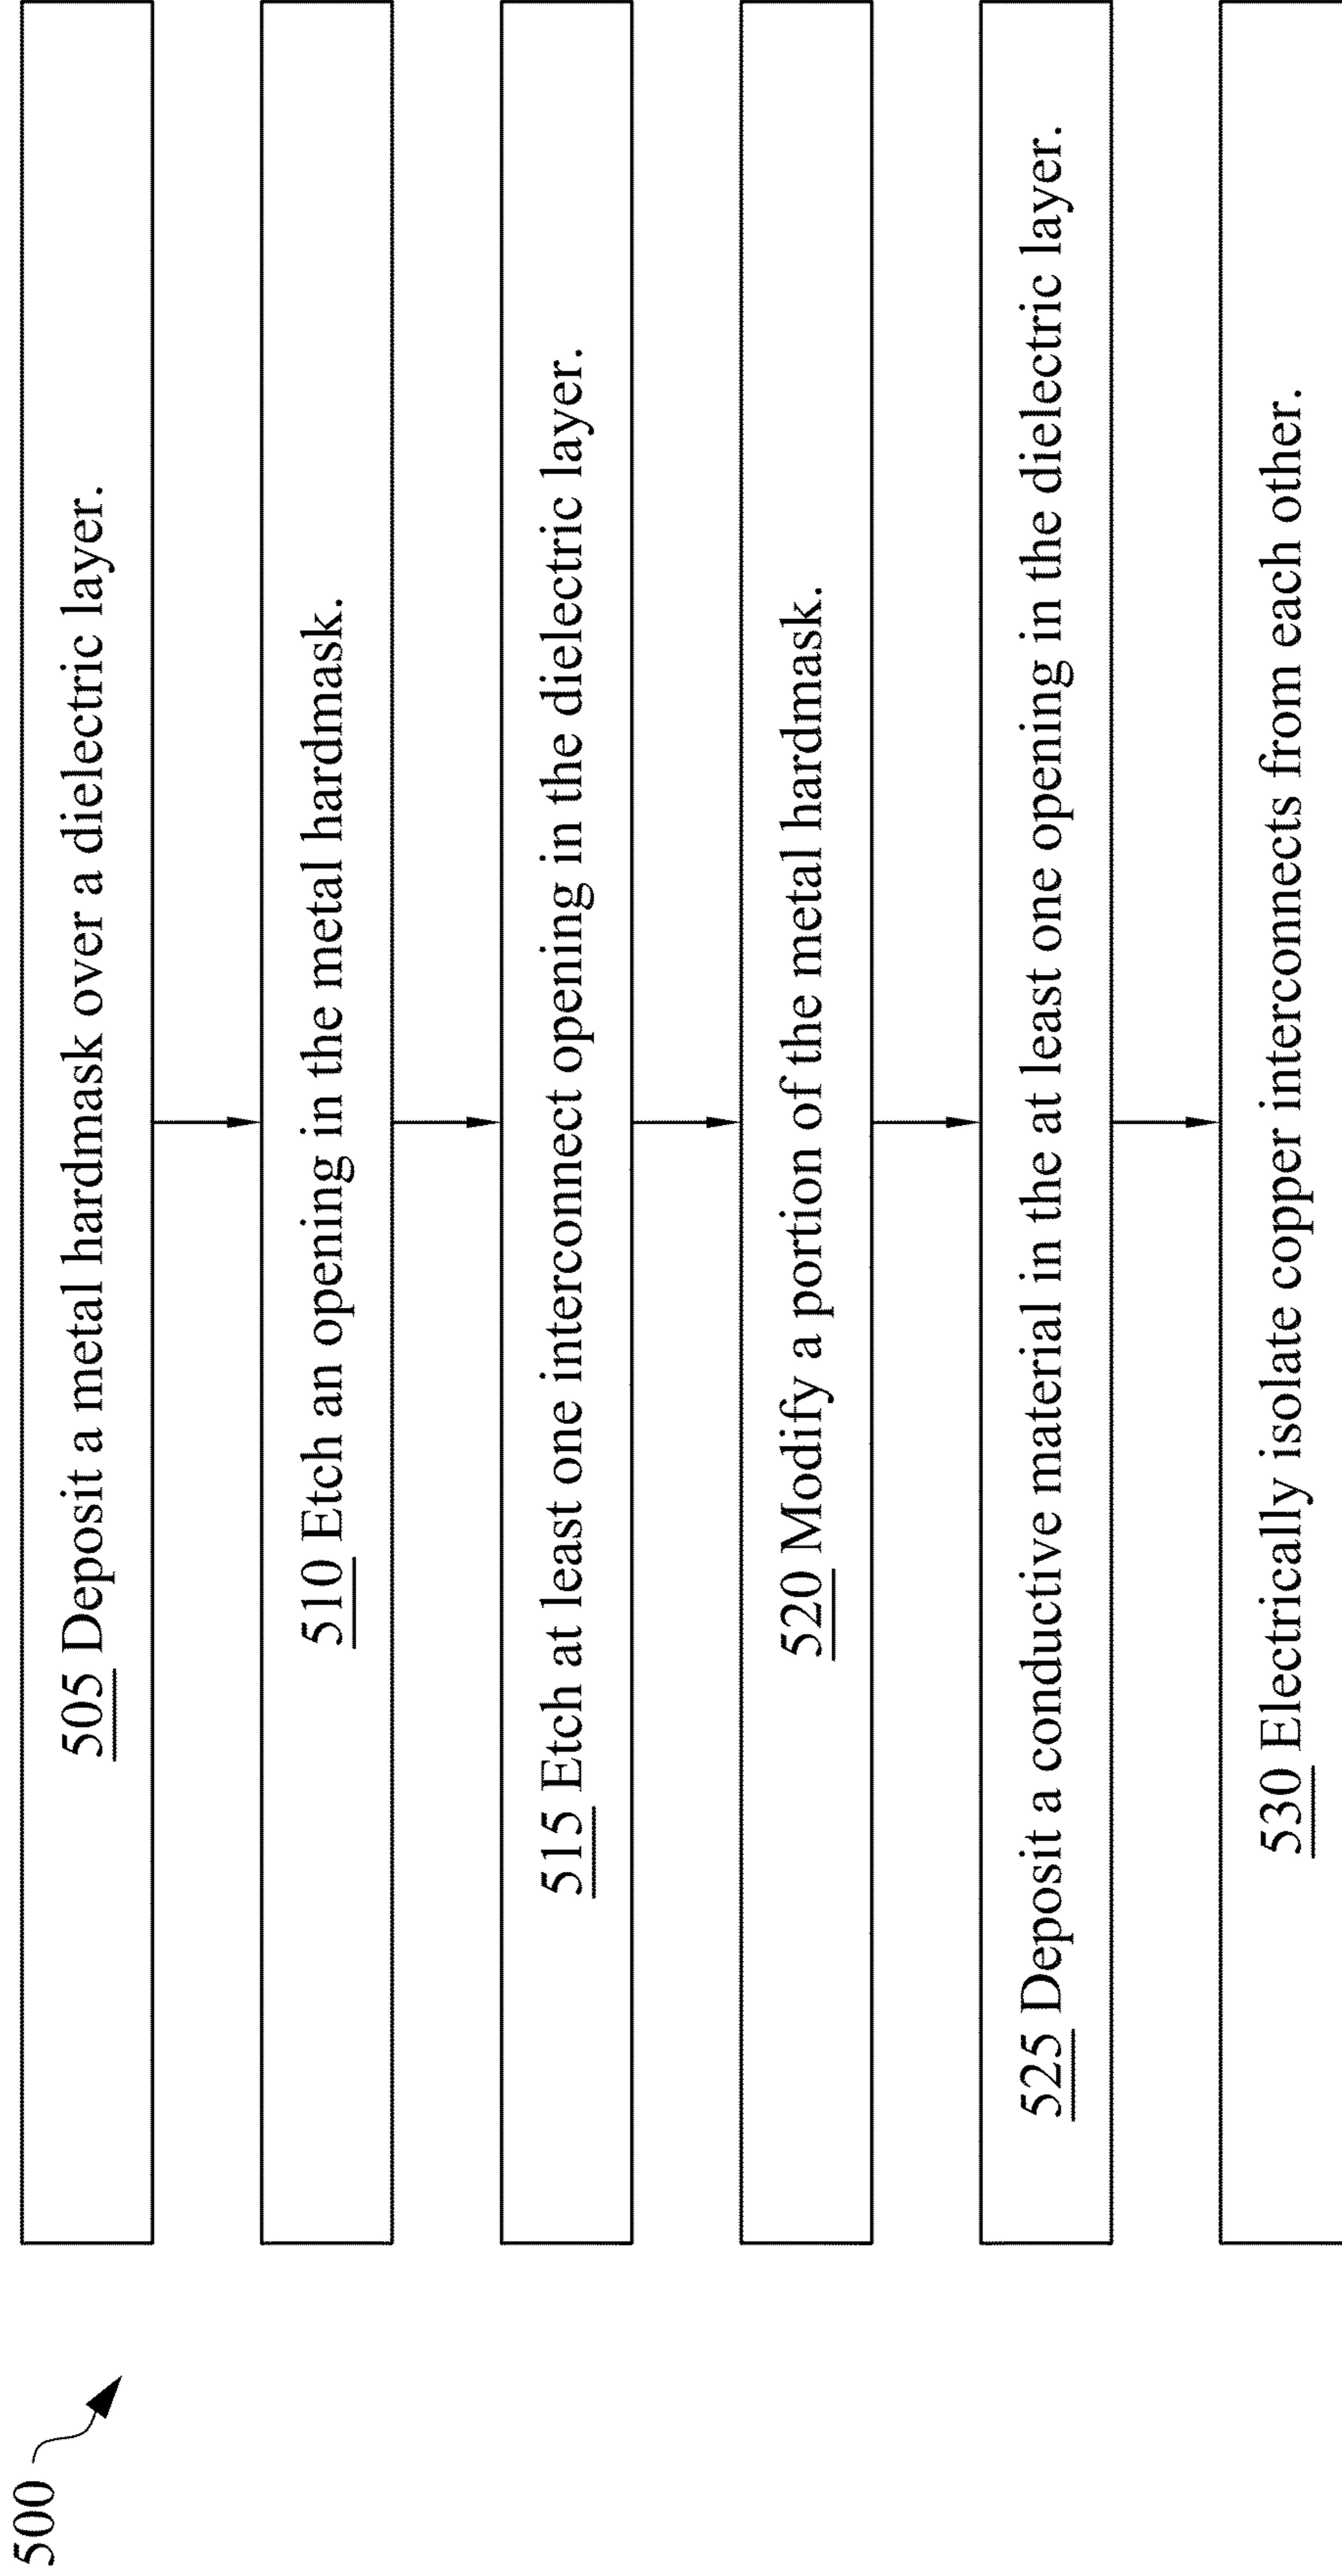 500
505 Deposit a metal hardmask over a dielectric layer.
510 Etch an opening in the metal hardmask.
515 Etch at least one interconnect opening in the dielectric layer.
520 Modify a portion of the metal hardmask.
525 Deposit a conductive material in the at least one opening in the dielectric layer.
530 Electrically isolate copper interconnects from each other.